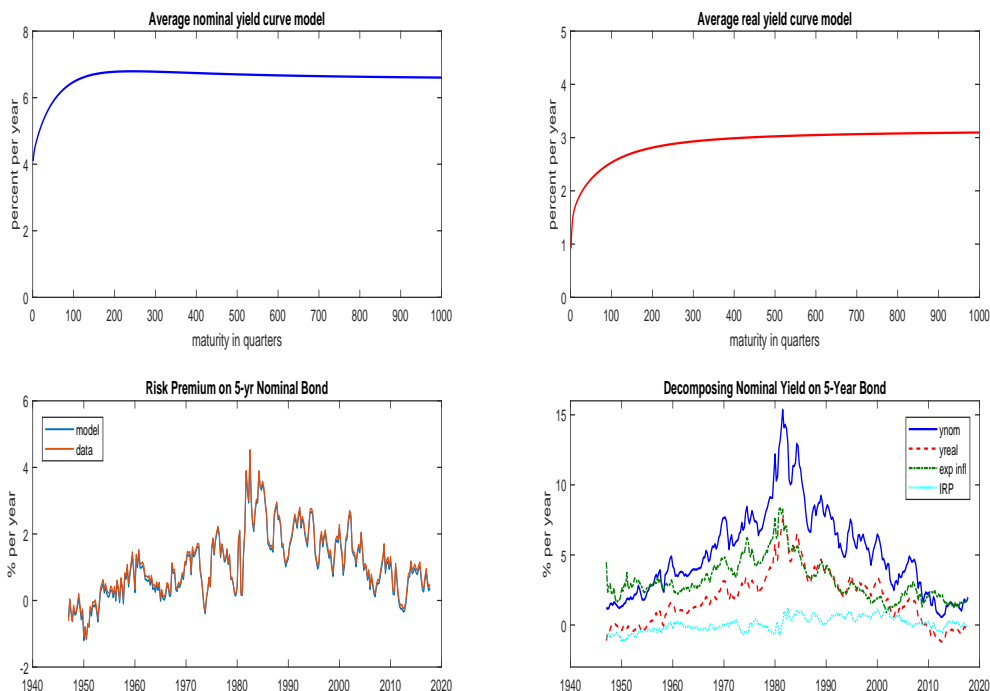 Average nominal yield curve model
8
6
4
2
0
percent per year
0 100 200 300 400 500 600 700 800 900 1000
maturity in quarters
Average real yield curve model
5
4
3
2
1
0
percent per year
0 100 200 300 400 500 600 700 800 900 1000
maturity in quarters
Risk Premium on 5-yr Nominal Bond
6
4
2
0
-2
% per year
model
data
1940 1950 1960 1970 1980 1990 2000 2010 2020
Decomposing Nominal Yield on 5-Year Bond
15
10
5
0
% per year
ynom
yreal
exp infl
IRP
1940 1950 1960 1970 1980 1990 2000 2010 2020